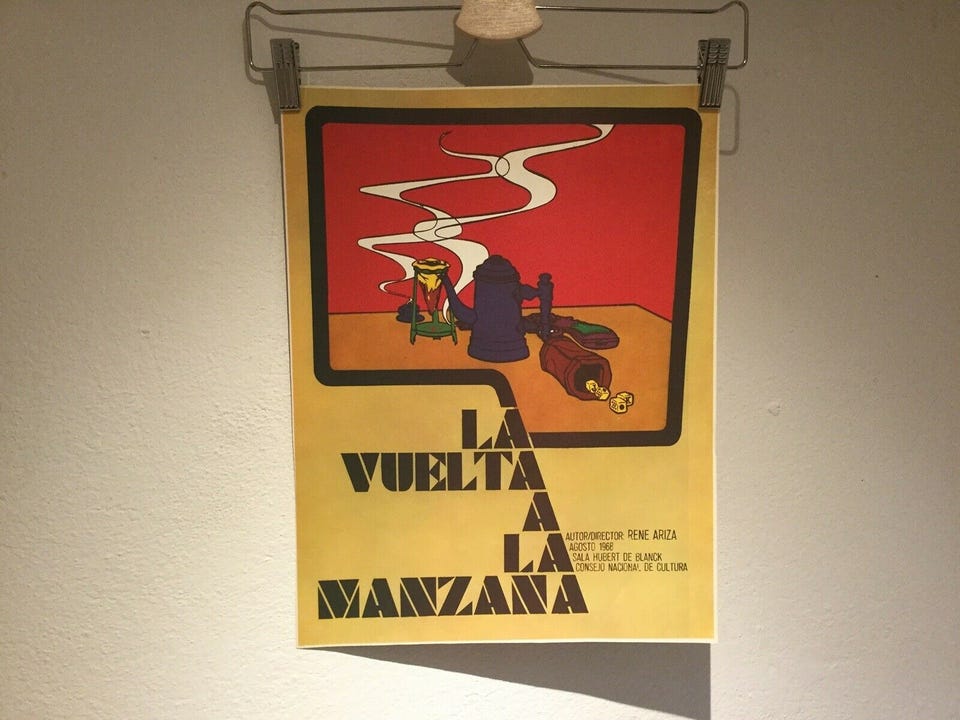 LA
VUELTA
A
LA
MANZANA
AUTOR/DIRECTOR: RENE ARIZA
AGOSTO 1968
SALA HUBERT DE BLANCK
CONSEJO NACIONAL DE CULTURA